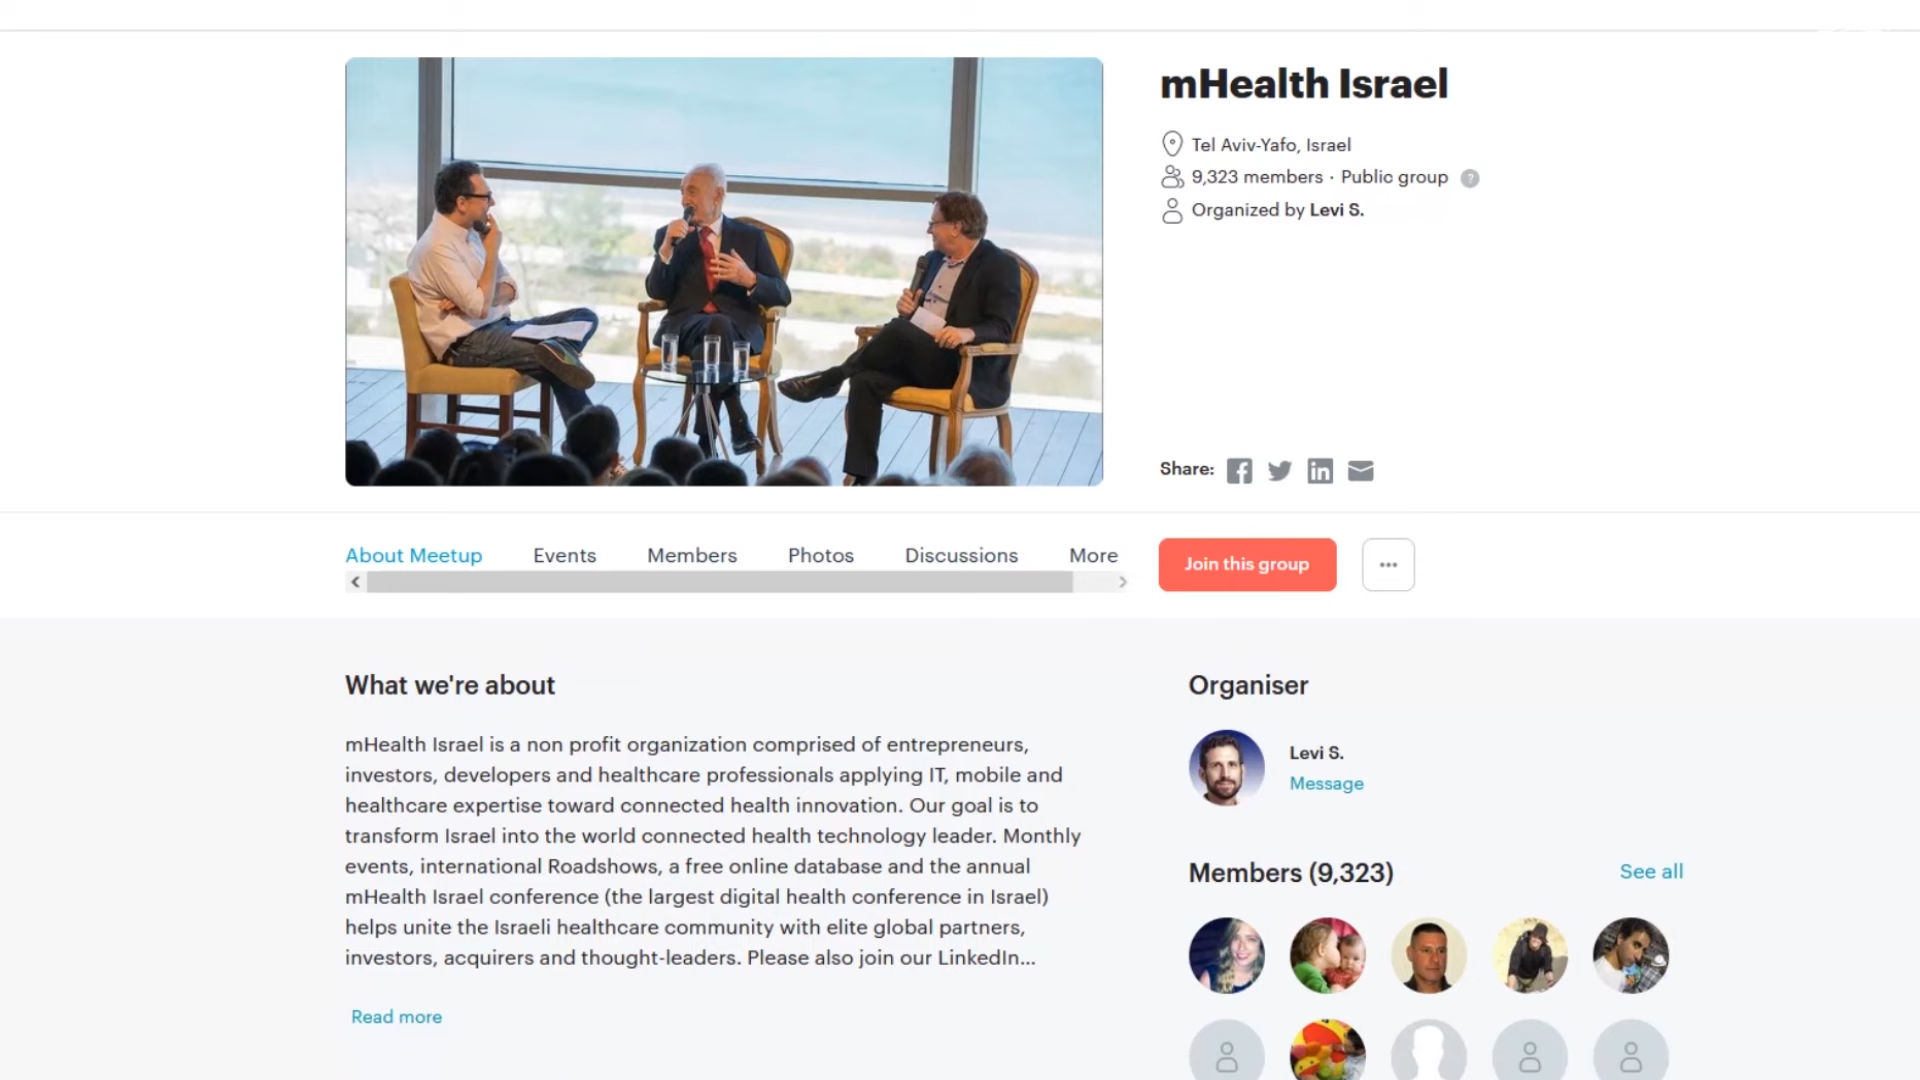 mHealth Israel
Tel Aviv-Yafo, Israel
9,323 members · Public group ?
Organized by Levi S.
Share:
About Meetup Events Members Photos Discussions More
Join this group
What we're about
mHealth Israel is a non profit organization comprised of entrepreneurs,
investors, developers and healthcare professionals applying IT, mobile and
healthcare expertise toward connected health innovation. Our goal is to
transform Israel into the world connected health technology leader. Monthly
events, international Roadshows, a free online database and the annual
mHealth Israel conference (the largest digital health conference in Israel)
helps unite the Israeli healthcare community with elite global partners,
investors, acquirers and thought-leaders. Please also join our LinkedIn...
Read more
Organiser
Levi S.
Message
Members (9,323)
See all